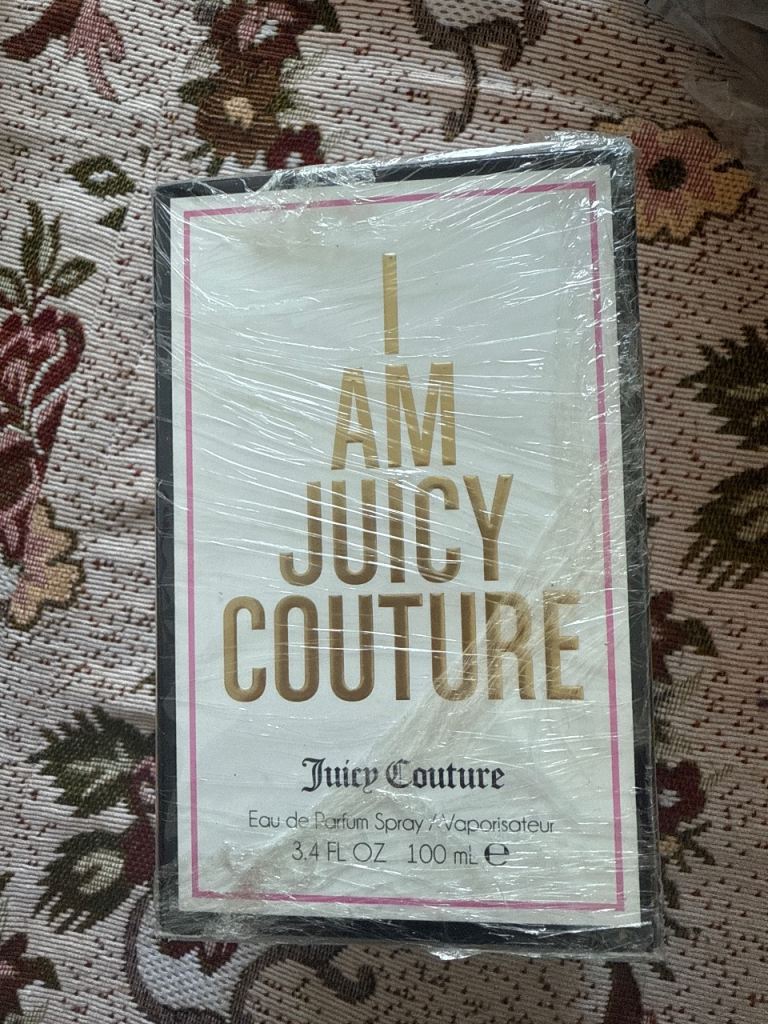 I
AM
JUICY
COUTURE
Juicy Couture
Eau de Parfum Spray / Vaporisateur
3.4 FL OZ 100 mL ℮